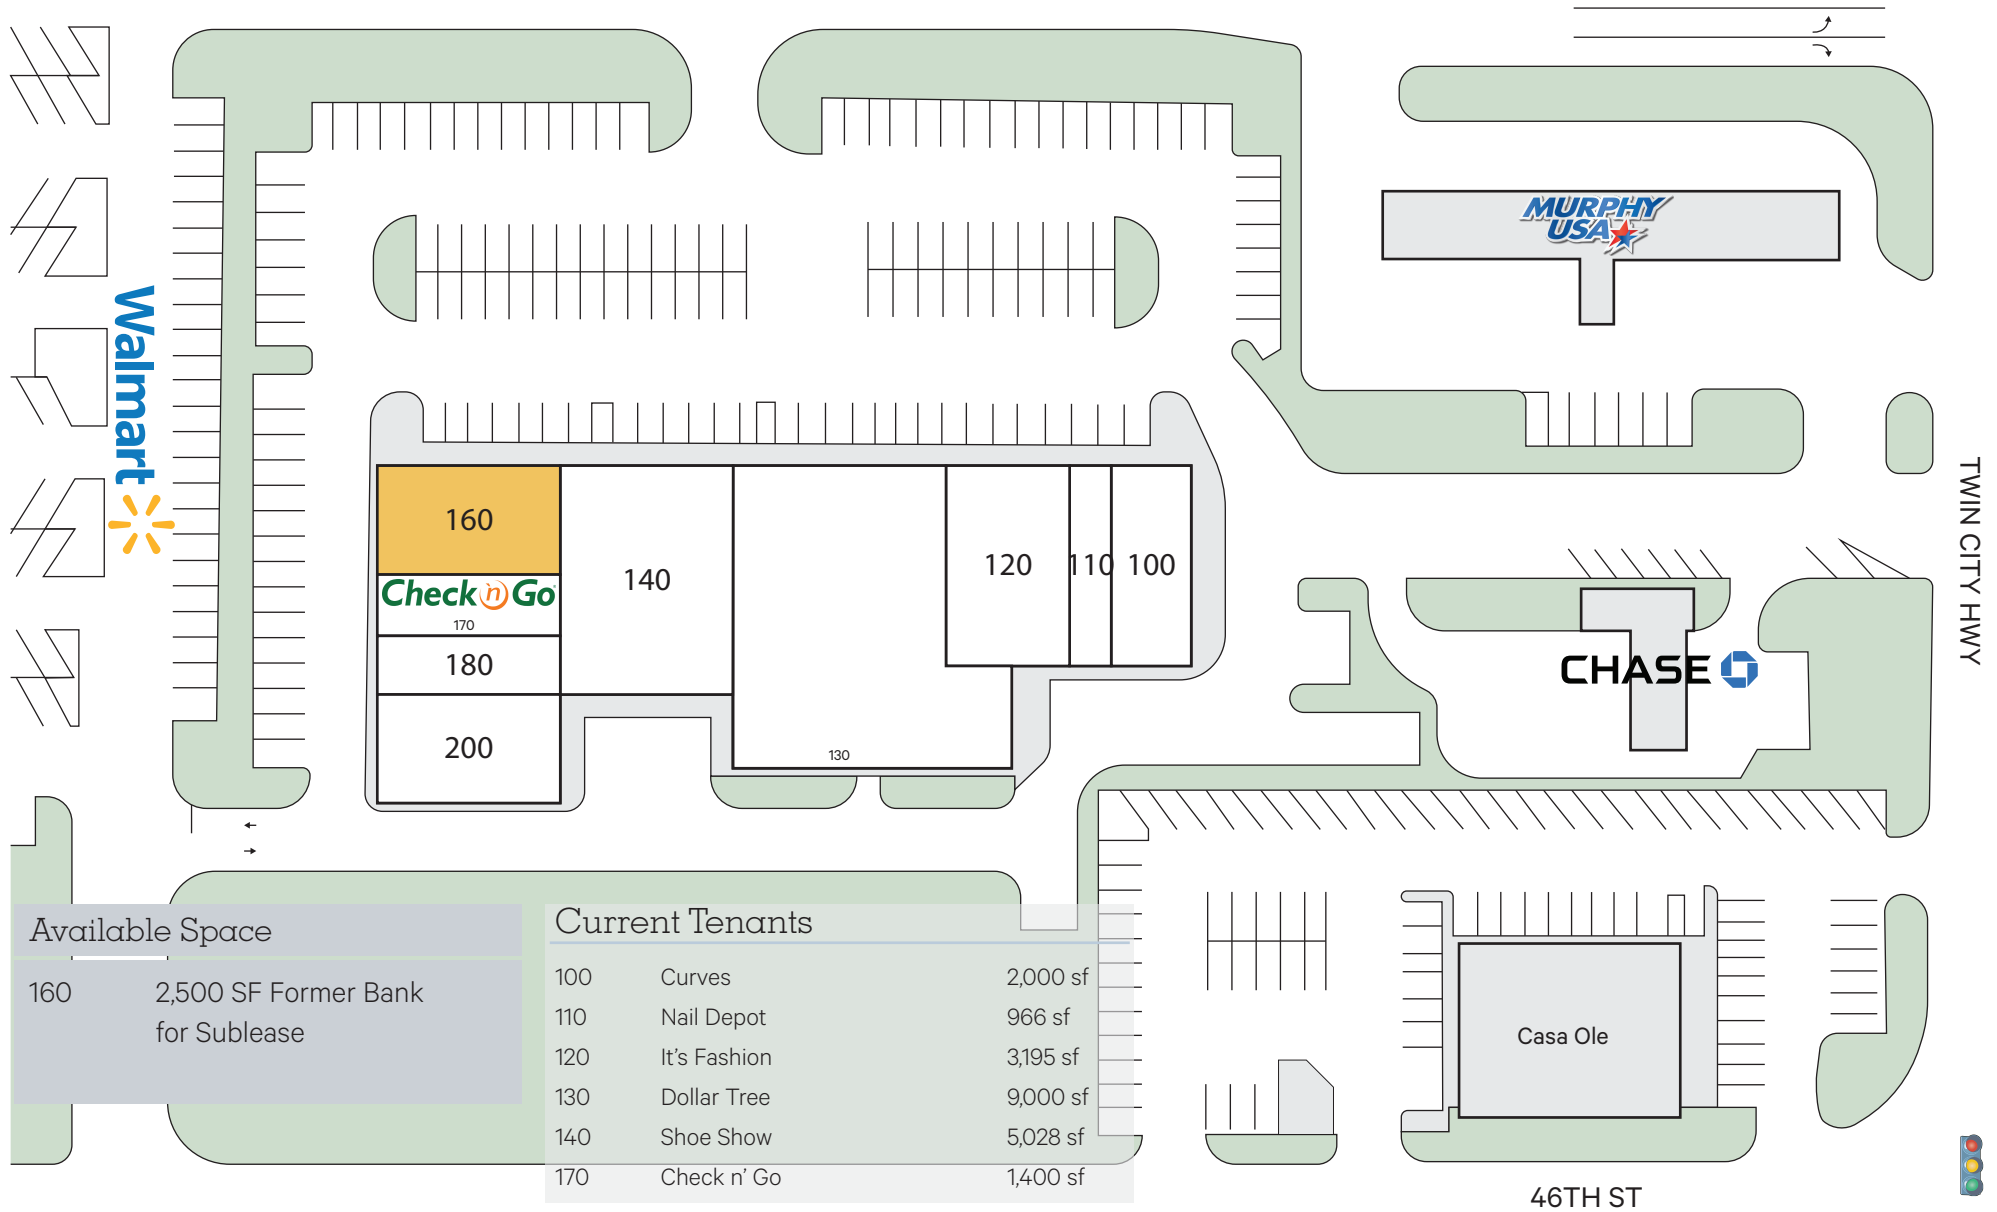 MURPHY
USA
Walmart
TWIN CITY HWY
160
Check n Go
170
180
200
140
130
120
110
100
CHASE
Available Space
160 2,500 SF Former Bank
for Sublease
Current Tenants
100 Curves 2,000 sf
110 Nail Depot 966 sf
120 It's Fashion 3,195 sf
130 Dollar Tree 9,000 sf
140 Shoe Show 5,028 sf
170 Check n' Go 1,400 sf
Casa Ole
46TH ST